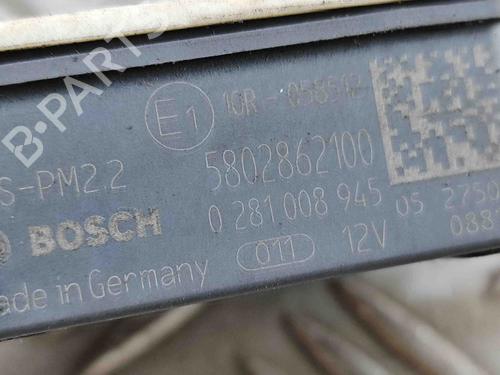 B-PARTS
E1 10R-058512
S-PM2.2 5802862100
BOSCH 0 281 008 945 05
ade in Germany 011 12V 088